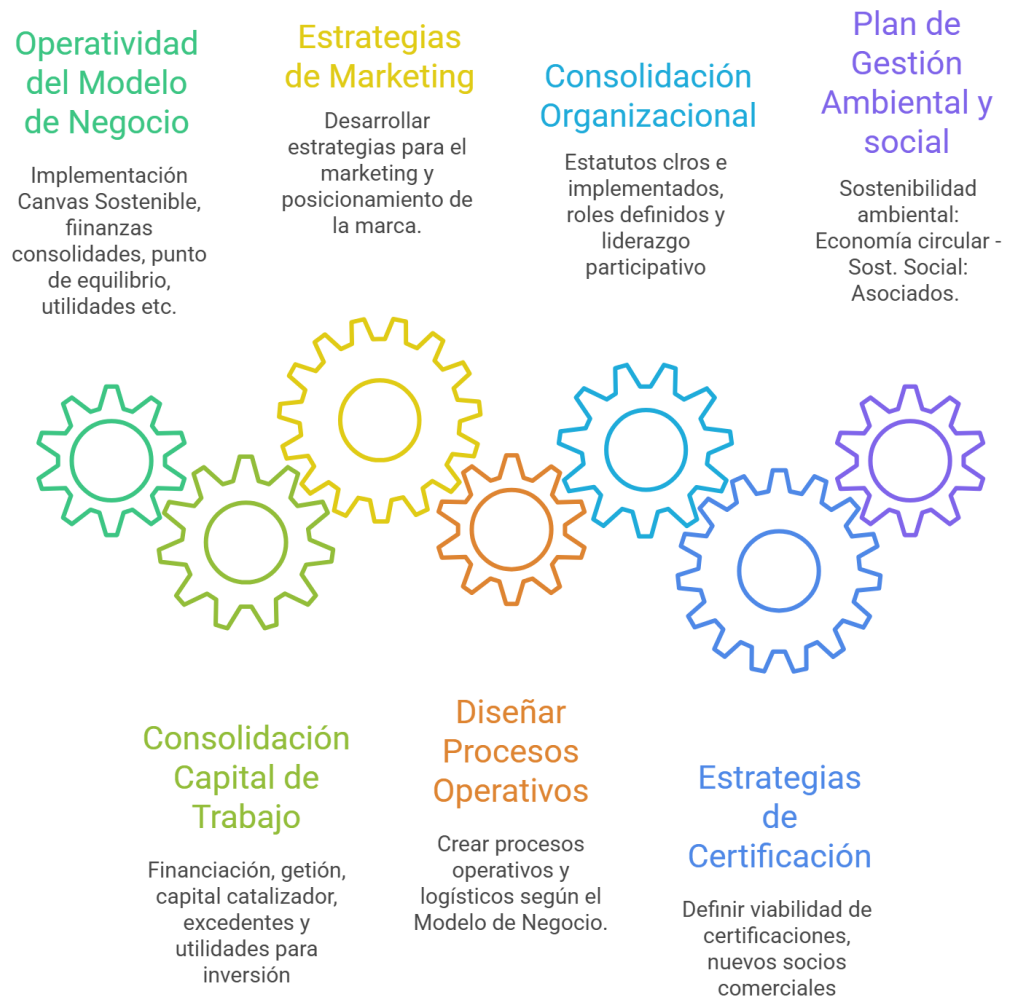 Operatividad
del Modelo
de Negocio
Implementación
Canvas Sostenible,
fiinanzas
consolidades, punto
de equilibrio,
utilidades etc.
Estrategias
de Marketing
Desarrollar
estrategias para el
marketing y
posicionamiento de
la marca.
Consolidación
Organizacional
Estatutos clros e
implementados,
roles definidos y
liderazgo
participativo
Plan de
Gestión
Ambiental y
social
Sostenibilidad
ambiental:
Economía circular -
Sost. Social:
Asociados.
Consolidación
Capital de
Trabajo
Financiación, getión,
capital catalizador,
excedentes y
utilidades para
inversión
Diseñar
Procesos
Operativos
Crear procesos
operativos y
logísticos según el
Modelo de Negocio.
Estrategias
de
Certificación
Definir viabilidad de
certificaciones,
nuevos socios
comerciales